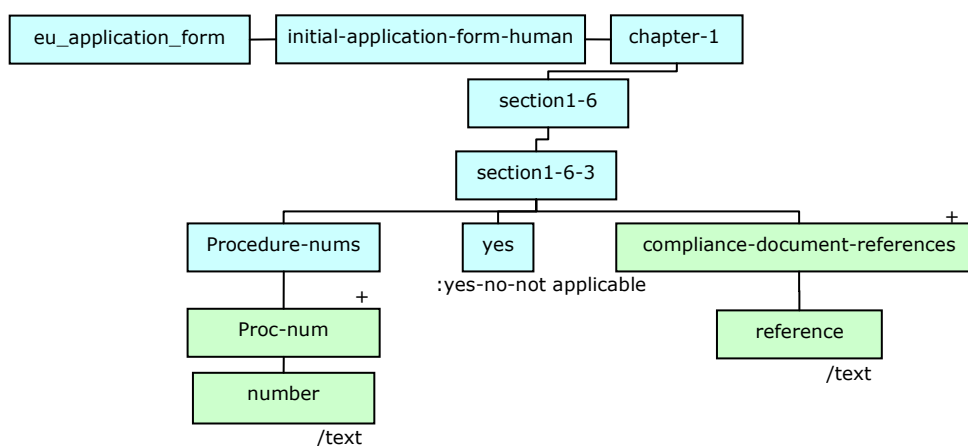 eu_application_form
initial-application-form-human
chapter-1
section1-6
section1-6-3
+
Procedure-nums
yes
compliance-document-references
:yes-no-not applicable
+
Proc-num
reference
/text
number
/text